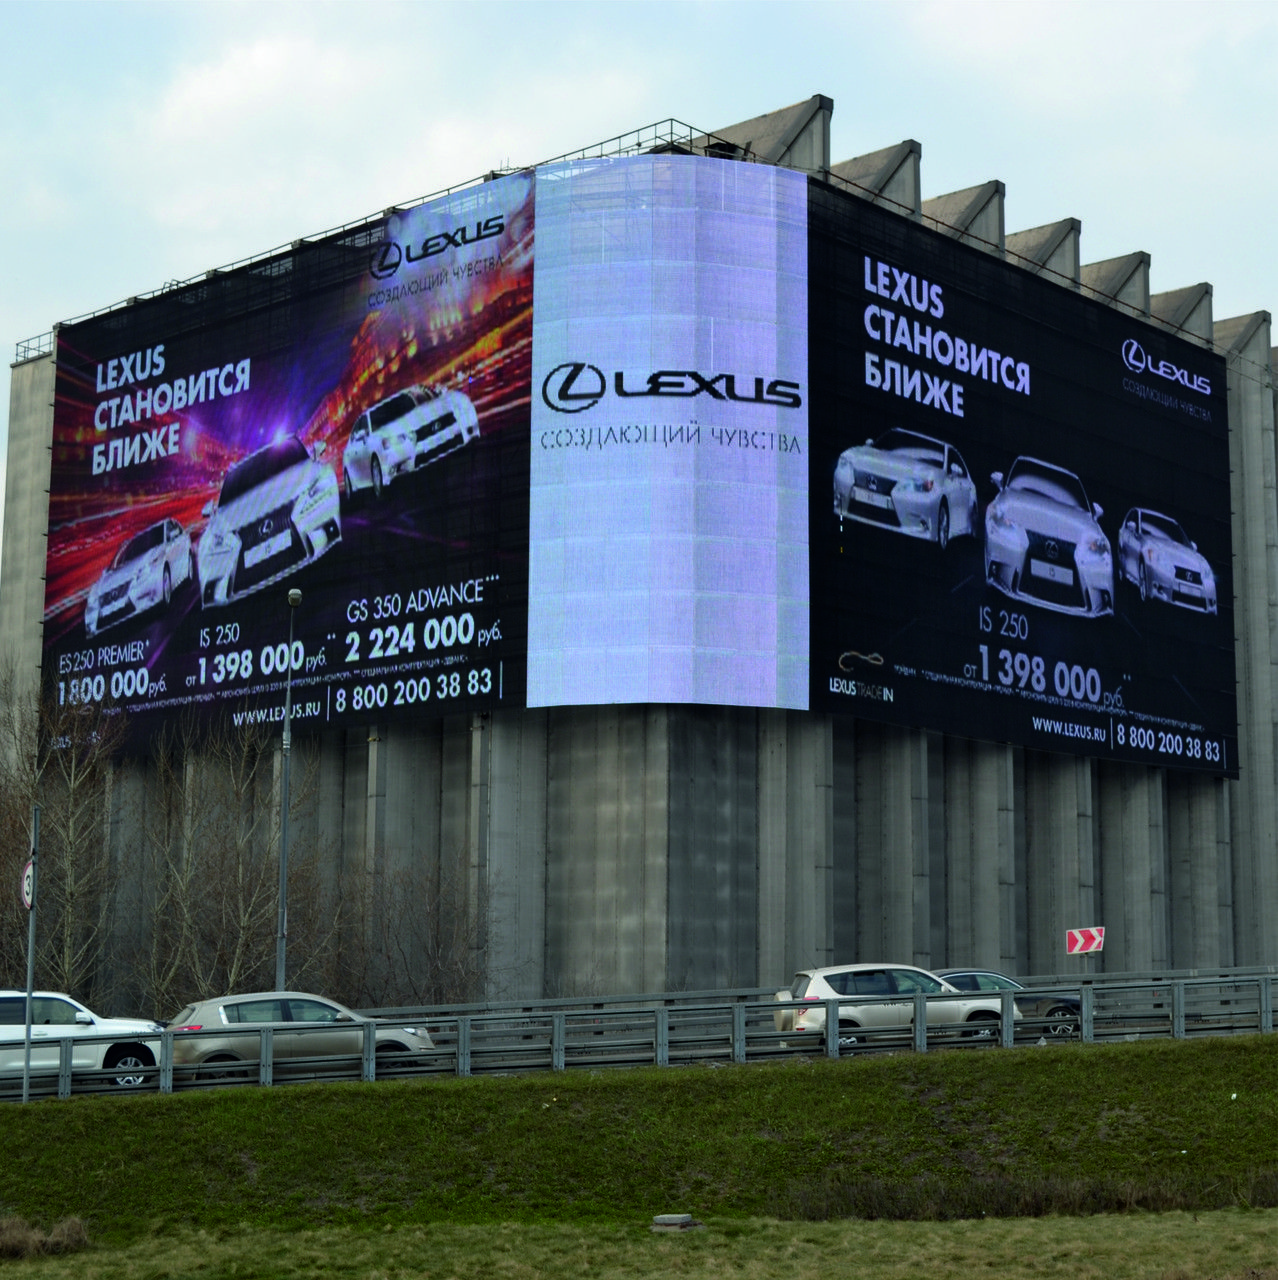 LEXUS
СОЗДАЮЩИЙ ЧУВСТВА
LEXUS
СТАНОВИТСЯ
БЛИЖЕ
GS 350 ADVANCE***
2 224 000 руб.
IS 250
от 1 398 000 руб.**
ES 250 PREMIER*
1 800 000 руб.
WWW.LEXUS.RU | 8 800 200 38 83
LEXUS
СОЗДАЮЩИЙ ЧУВСТВА
LEXUS
СТАНОВИТСЯ
БЛИЖЕ
LEXUS
СОЗДАЮЩИЙ ЧУВСТВА
IS 250
от 1 398 000 руб.**
LEXUS TRADE IN
WWW.LEXUS.RU | 8 800 200 38 83
3